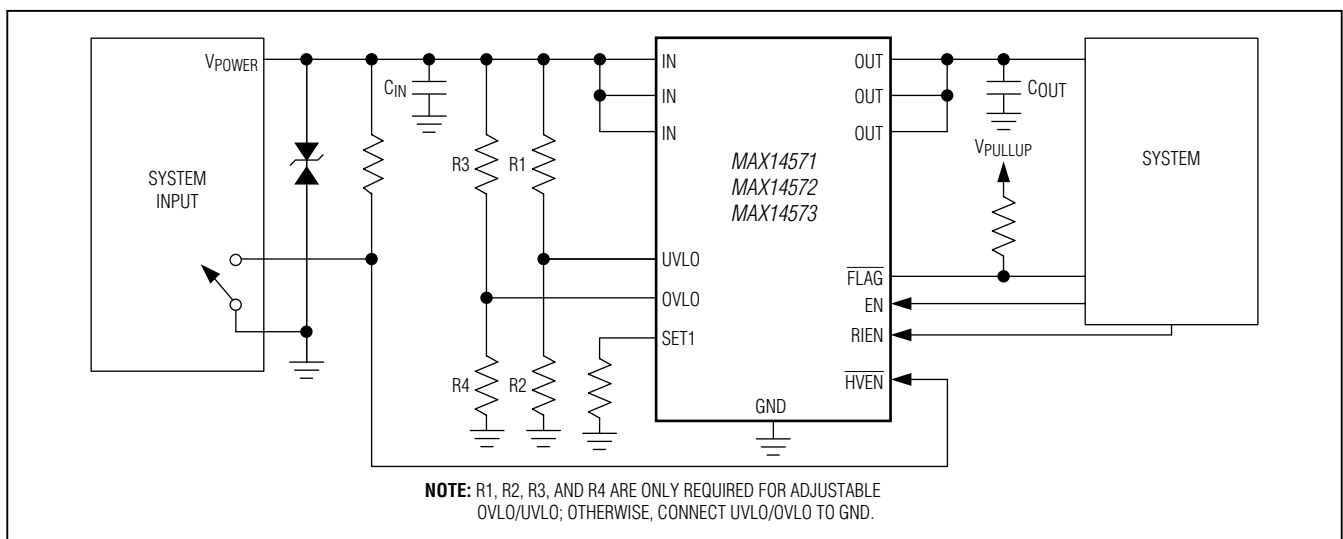 SYSTEM
INPUT
VPOWER
CIN
R3
R1
R4
R2
IN
IN
IN
UVLO
OVLO
SET1
MAX14571
MAX14572
MAX14573
GND
OUT
OUT
OUT
FLAG
EN
RIEN
HVEN
COUT
VPULLUP
SYSTEM
NOTE: R1, R2, R3, AND R4 ARE ONLY REQUIRED FOR ADJUSTABLE
OVLO/UVLO; OTHERWISE, CONNECT UVLO/OVLO TO GND.